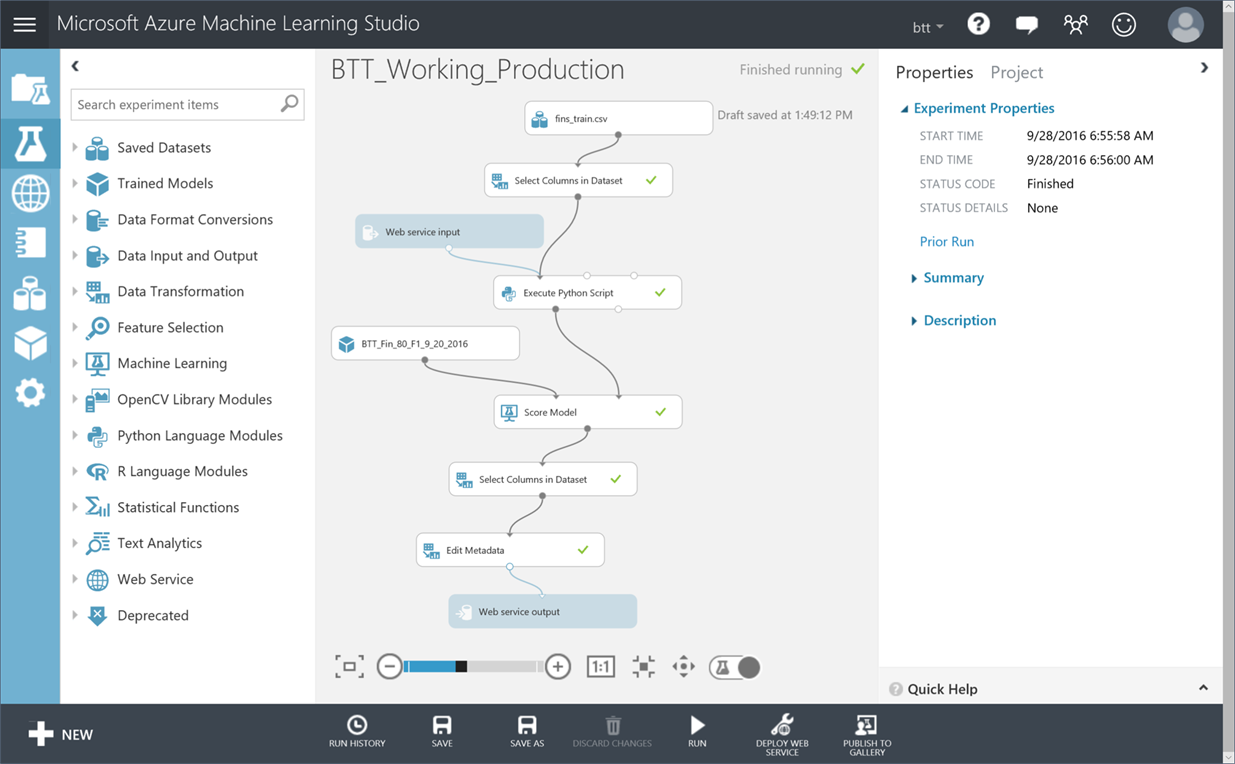 Microsoft Azure Machine Learning Studio
btt
?
Search experiment items
Saved Datasets
Trained Models
Data Format Conversions
Data Input and Output
Data Transformation
Feature Selection
Machine Learning
OpenCV Library Modules
Python Language Modules
R Language Modules
Statistical Functions
Text Analytics
Web Service
Deprecated
BTT_Working_Production
Finished running
Draft saved at 1:49:12 PM
fins_train.csv
Select Columns in Dataset
Web service input
Execute Python Script
BTT_Fin_80_F1_9_20_2016
Score Model
Select Columns in Dataset
Edit Metadata
Web service output
1:1
Properties Project
Experiment Properties
START TIME 9/28/2016 6:55:58 AM
END TIME 9/28/2016 6:56:00 AM
STATUS CODE Finished
STATUS DETAILS None
Prior Run
Summary
Description
? Quick Help
NEW
RUN HISTORY
SAVE
SAVE AS
DISCARD CHANGES
RUN
DEPLOY WEB
SERVICE
PUBLISH TO
GALLERY